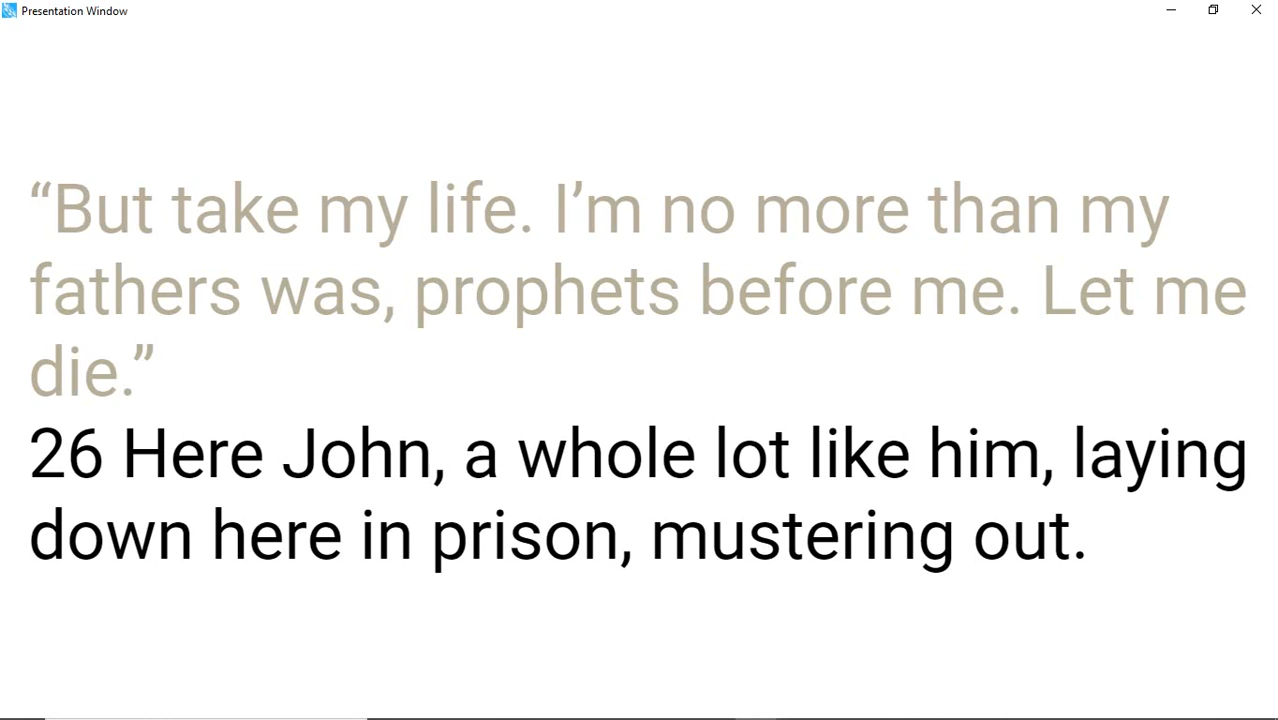 Presentation Window
“But take my life. I’m no more than my
fathers was, prophets before me. Let me
die.”
26 Here John, a whole lot like him, laying
down here in prison, mustering out.